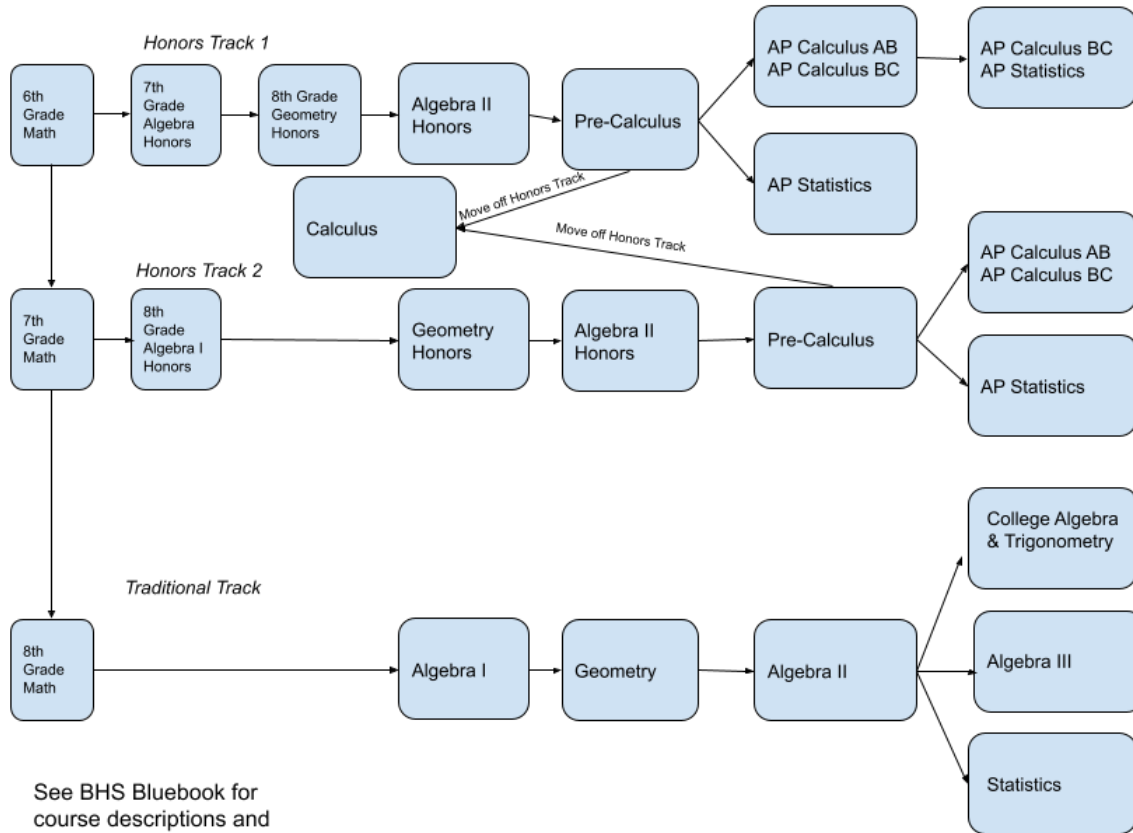 Honors Track 1
6th
Grade
Math
7th
Grade
Algebra
Honors
8th Grade
Geometry
Honors
Algebra II
Honors
Pre-Calculus
AP Calculus AB
AP Calculus BC
AP Calculus BC
AP Statistics
AP Statistics
Move off Honors Track
Calculus
Move off Honors Track
Honors Track 2
7th
Grade
Math
8th
Grade
Algebra I
Honors
Geometry
Honors
Algebra II
Honors
Pre-Calculus
AP Calculus AB
AP Calculus BC
AP Statistics
Traditional Track
8th
Grade
Math
Algebra I
Geometry
Algebra II
College Algebra
& Trigonometry
Algebra III
Statistics
See BHS Bluebook for
course descriptions and